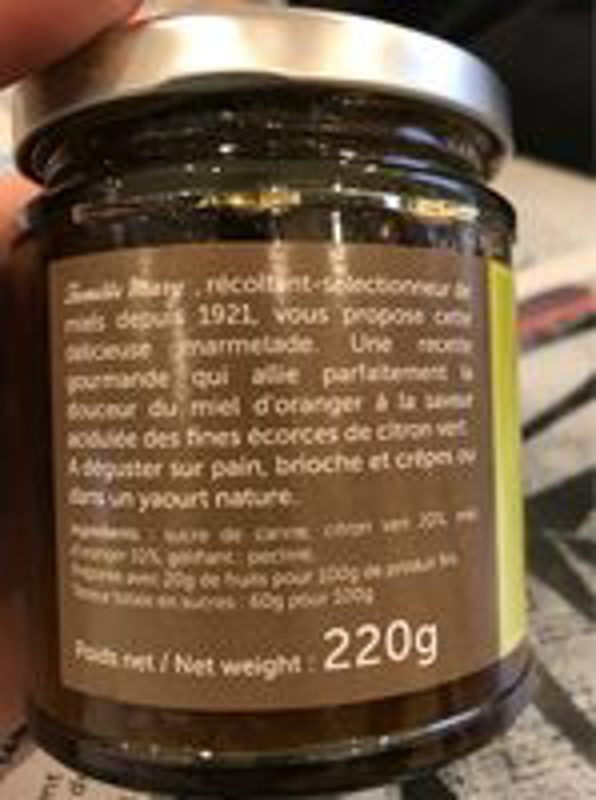 Famille Mary, récoltant-sélectionneur de
miels depuis 1921, vous propose cette
délicieuse marmelade. Une recette
gourmande qui allie parfaitement la
douceur du miel d'oranger à la saveur
acidulée des fines écorces de citron vert.
A déguster sur pain, brioche et crêpes ou
dans un yaourt nature.
Ingrédients : sucre de canne, citron vert 20%, miel
d'oranger 10%, gélifiant : pectine.
Préparée avec 20g de fruits pour 100g de produit fini.
Teneur totale en sucres : 60g pour 100g
Poids net / Net weight : 220g